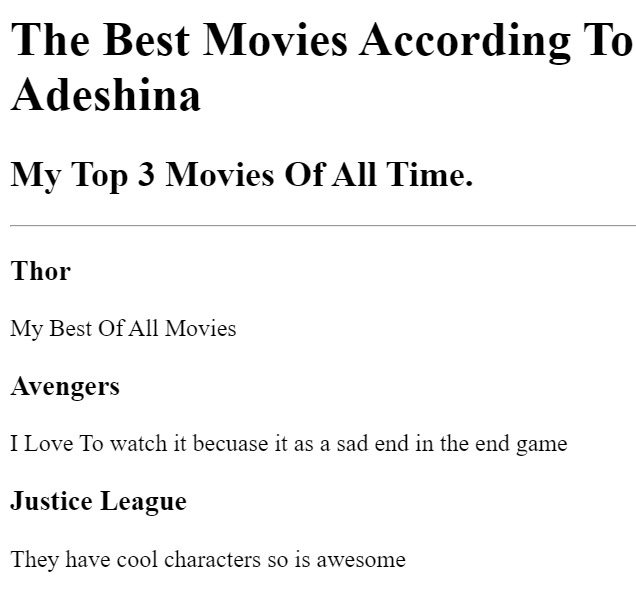 The Best Movies According To
Adeshina
My Top 3 Movies Of All Time.
Thor
My Best Of All Movies
Avengers
I Love To watch it becuase it as a sad end in the end game
Justice League
They have cool characters so is awesome